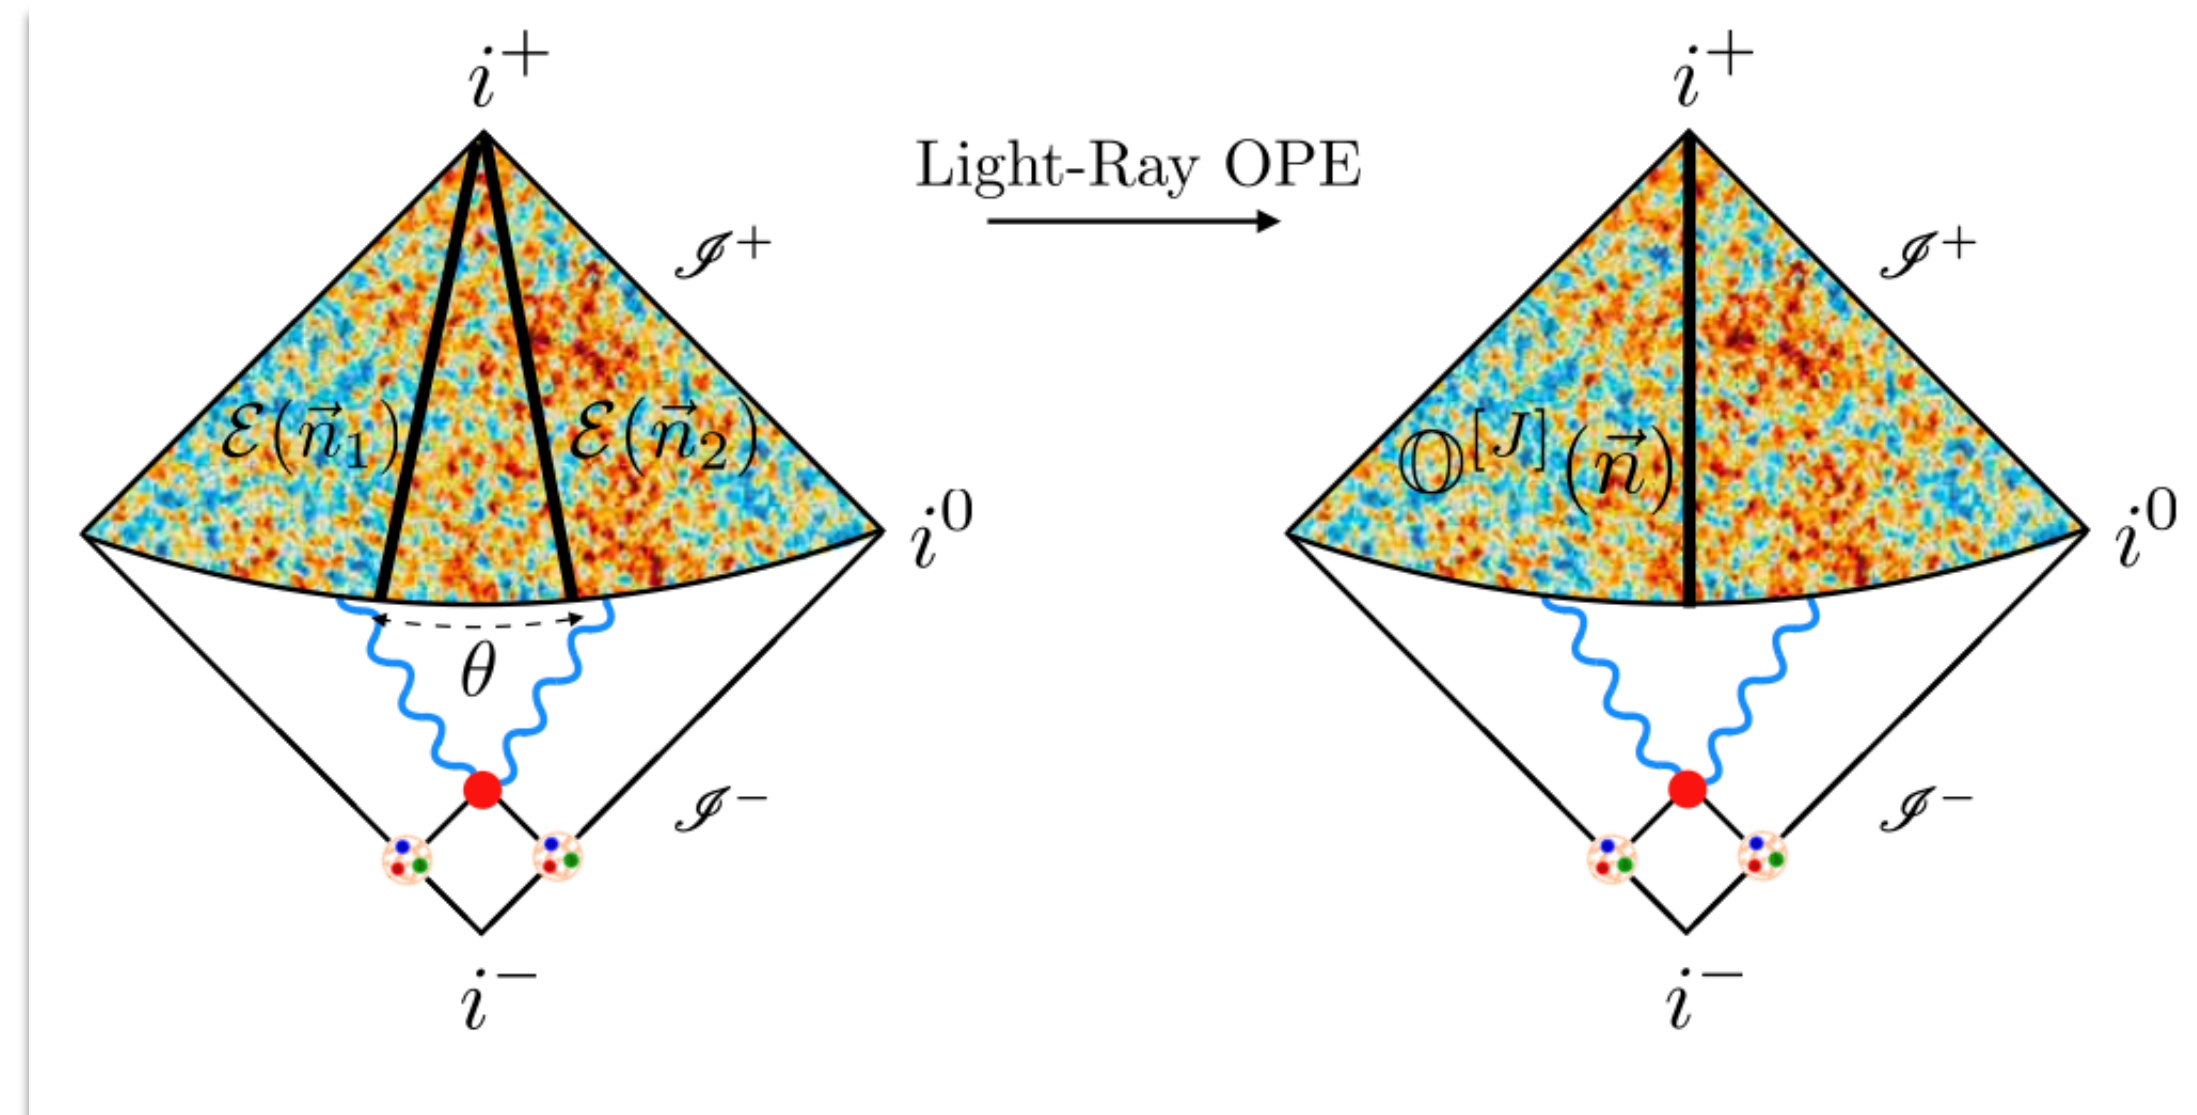 i⁺
i⁺
Light-Ray OPE
𝓘⁺
𝓘⁺
ℰ(n⃗₁)
ℰ(n⃗₂)
𝕆^[J](n⃗)
i⁰
i⁰
θ
𝓘⁻
𝓘⁻
i⁻
i⁻